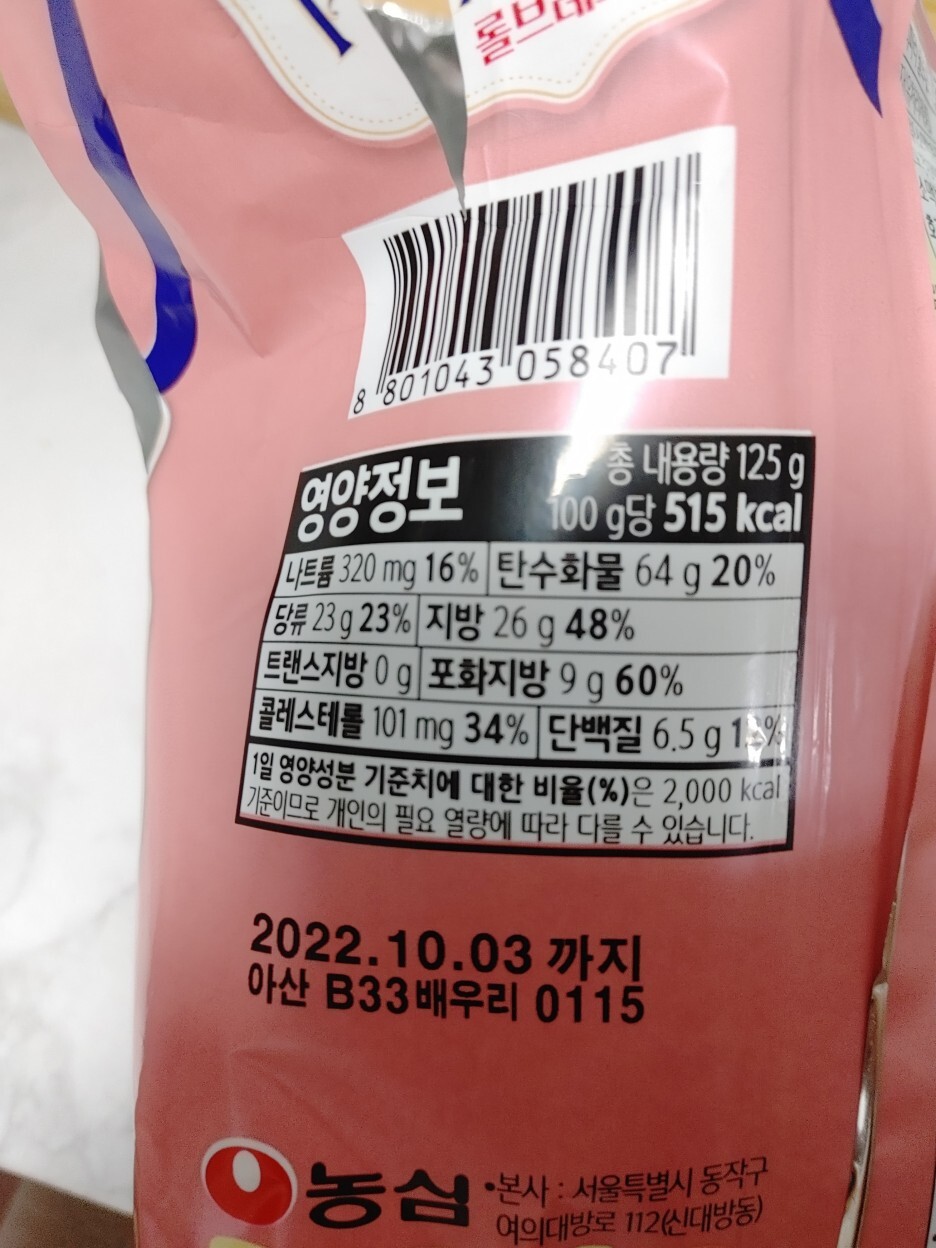 8 801043 058407
영양정보
총 내용량 125 g
100 g당 515 kcal
나트륨 320 mg 16% 탄수화물 64 g 20%
당류 23 g 23% 지방 26 g 48%
트랜스지방 0 g 포화지방 9 g 60%
콜레스테롤 101 mg 34% 단백질 6.5 g
1일 영양성분 기준치에 대한 비율(%)은 2,000 kcal
기준이므로 개인의 필요 열량에 따라 다를 수 있습니다.
2022.10.03 까지
아산 B33배우리 0115
농심 •본사 : 서울특별시 동작구
여의대방로 112(신대방동)